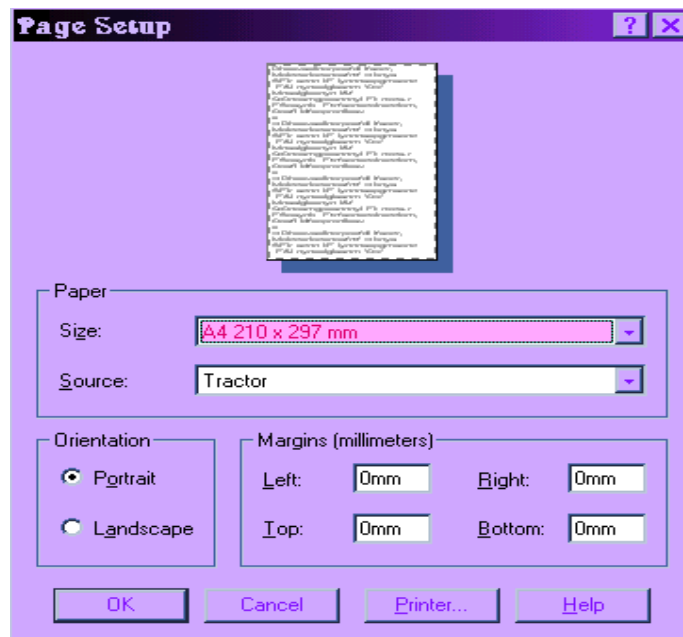 Page Setup
Paper
Size: A4 210 x 297 mm
Source: Tractor
Orientation
Portrait
Landscape
Margins (millimeters)
Left: 0mm Right: 0mm
Top: 0mm Bottom: 0mm
OK Cancel Printer... Help